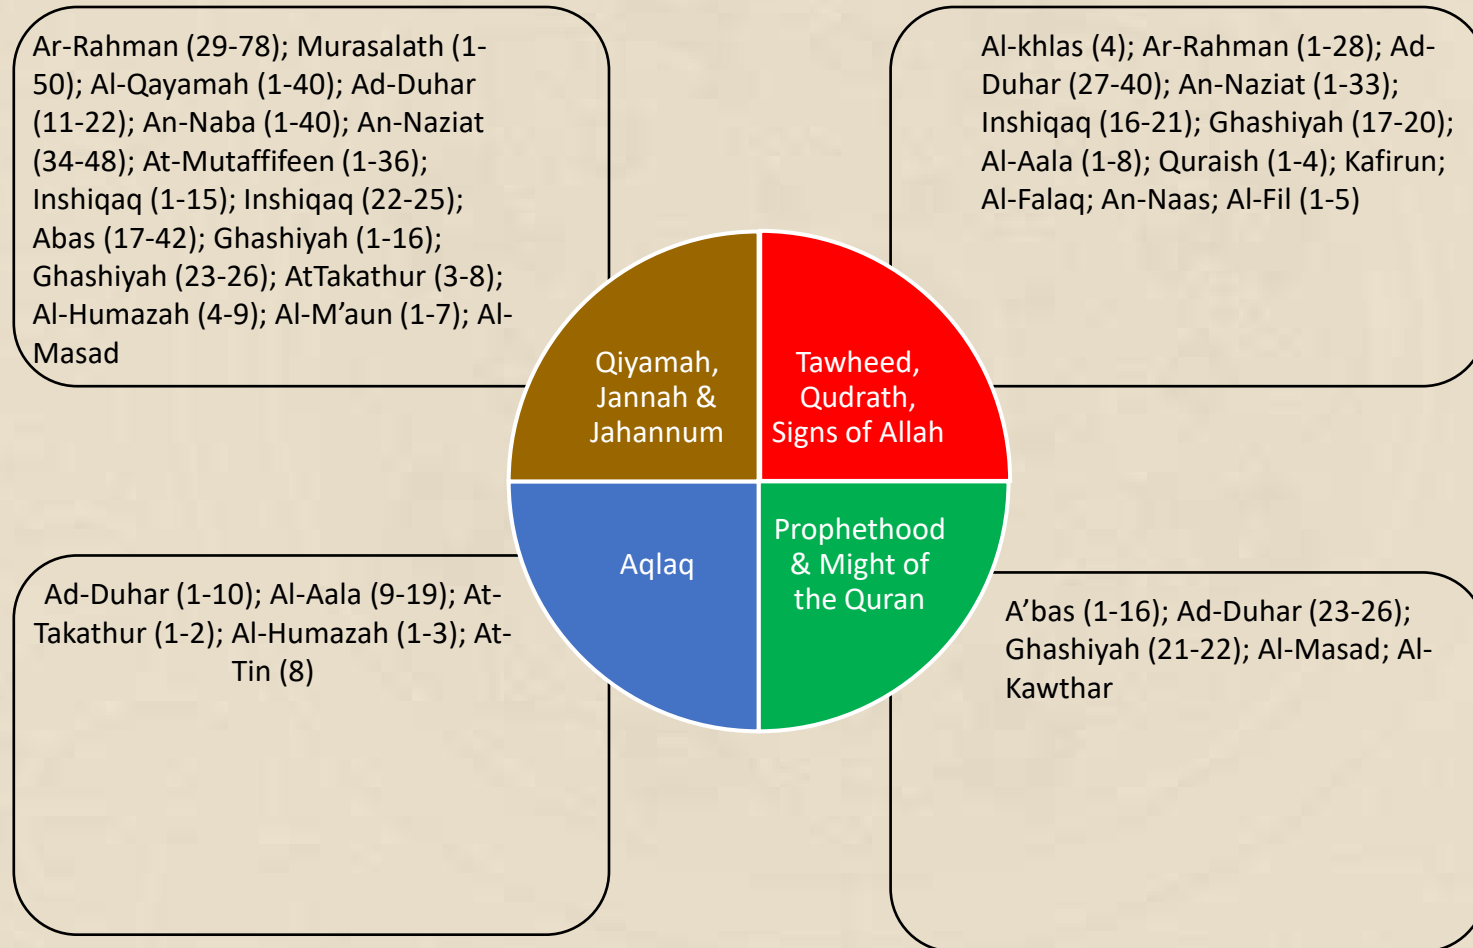 Ar-Rahman (29-78); Murasalath (1-
50); Al-Qayamah (1-40); Ad-Duhar
(11-22); An-Naba (1-40); An-Naziat
(34-48); At-Mutaffifeen (1-36);
Inshiqaq (1-15); Inshiqaq (22-25);
Abas (17-42); Ghashiyah (1-16);
Ghashiyah (23-26); AtTakathur (3-8);
Al-Humazah (4-9); Al-M’aun (1-7); Al-
Masad
Al-khlas (4); Ar-Rahman (1-28); Ad-
Duhar (27-40); An-Naziat (1-33);
Inshiqaq (16-21); Ghashiyah (17-20);
Al-Aala (1-8); Quraish (1-4); Kafirun;
Al-Falaq; An-Naas; Al-Fil (1-5)
Qiyamah,
Jannah &
Jahannum
Tawheed,
Qudrath,
Signs of Allah
Aqlaq
Prophethood
& Might of
the Quran
Ad-Duhar (1-10); Al-Aala (9-19); At-
Takathur (1-2); Al-Humazah (1-3); At-
Tin (8)
A’bas (1-16); Ad-Duhar (23-26);
Ghashiyah (21-22); Al-Masad; Al-
Kawthar